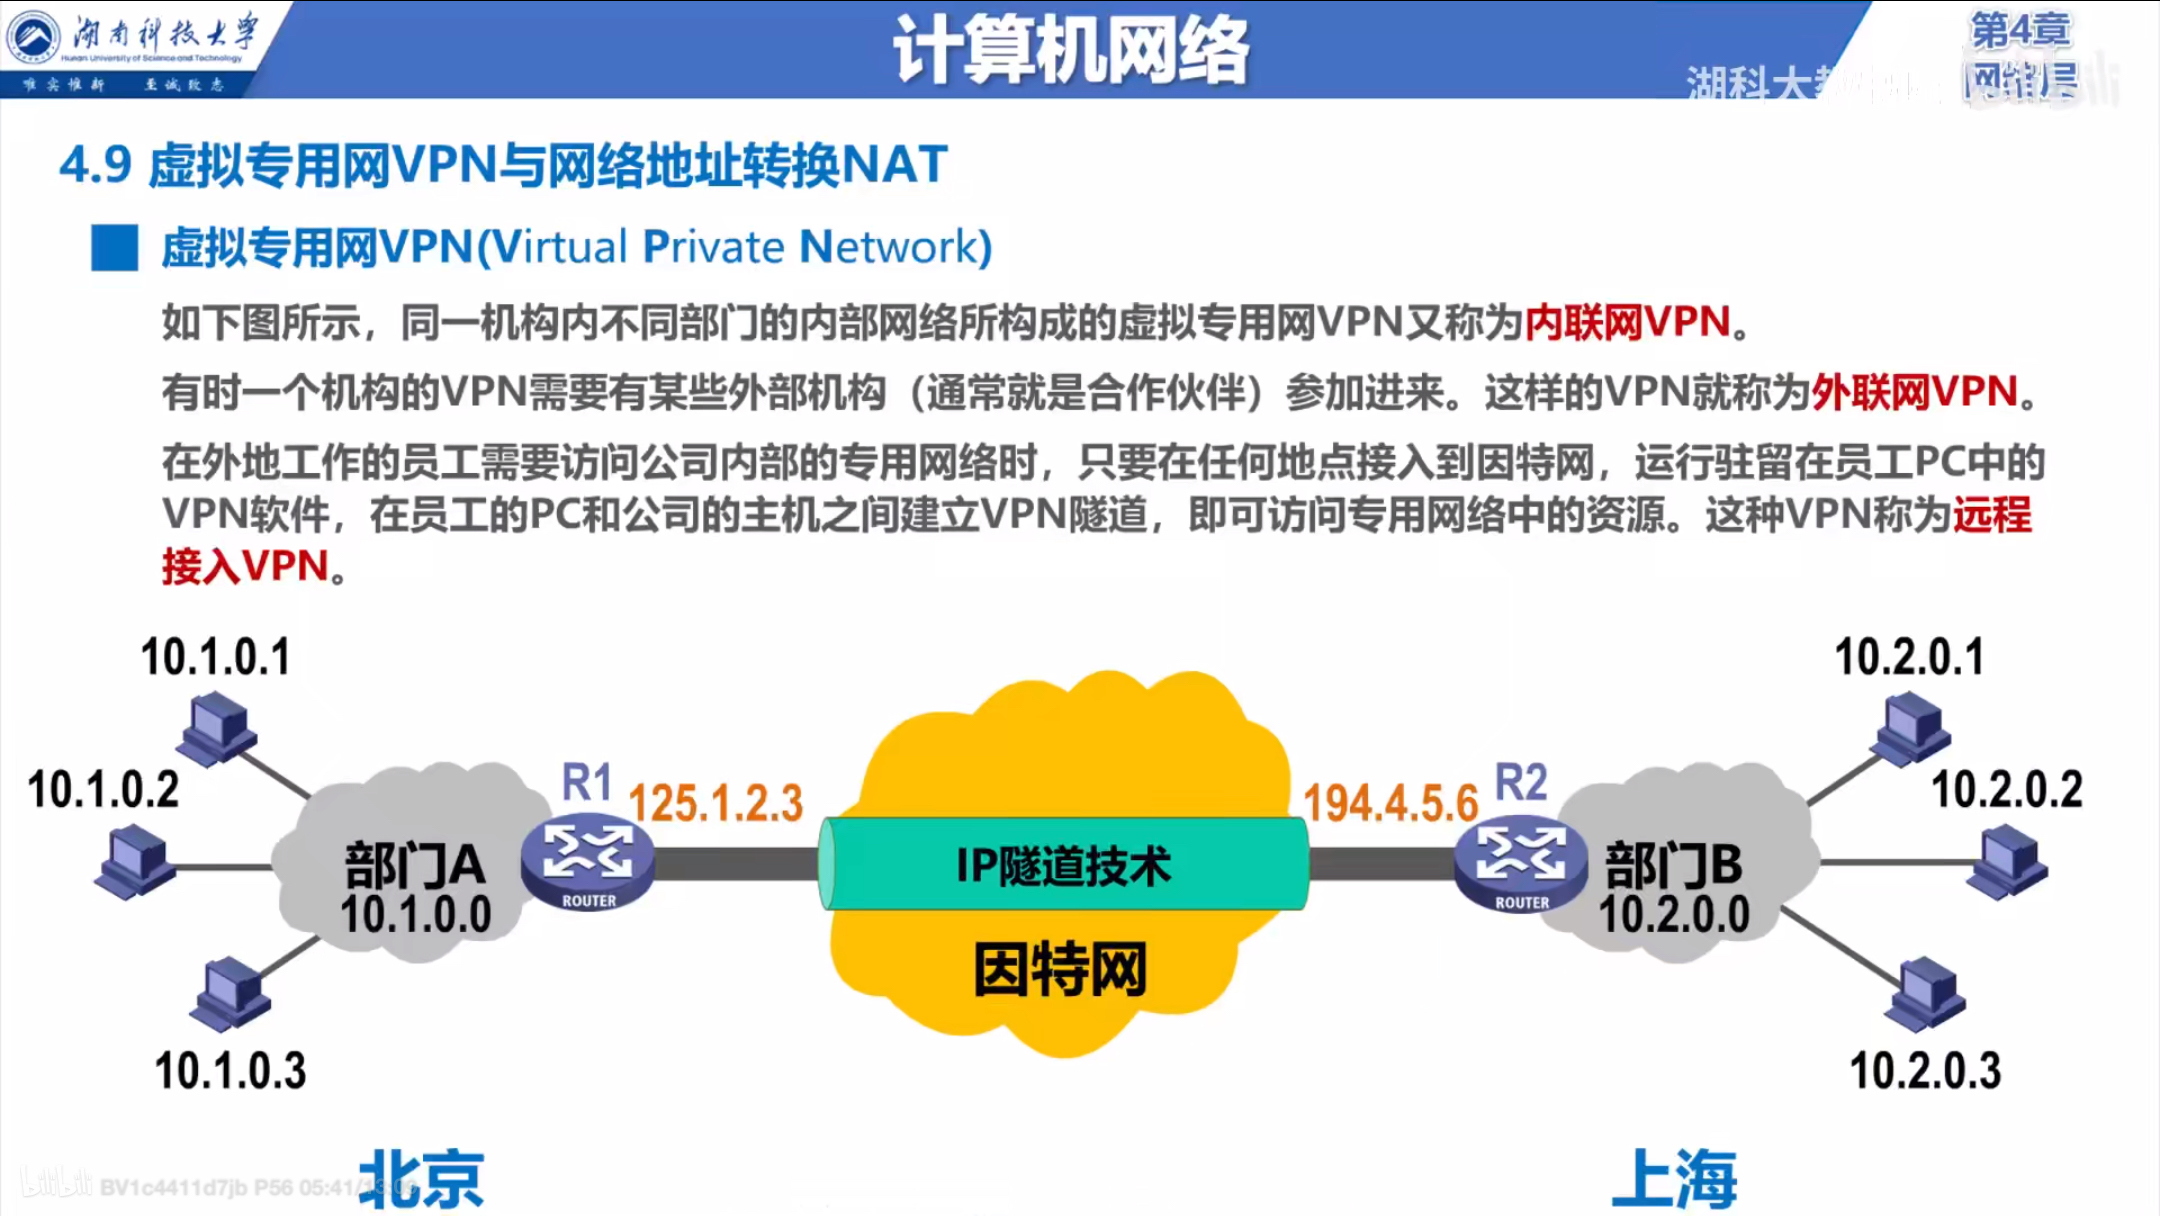 湖南科技大学
Hunan University of Science and Technology
唯实惟新 至诚致志
计算机网络
第4章
网络层
4.9 虚拟专用网VPN与网络地址转换NAT
虚拟专用网VPN(Virtual Private Network)
如下图所示，同一机构内不同部门的内部网络所构成的虚拟专用网VPN又称为内联网VPN。
有时一个机构的VPN需要有某些外部机构（通常就是合作伙伴）参加进来。这样的VPN就称为外联网VPN。
在外地工作的员工需要访问公司内部的专用网络时，只要在任何地点接入到因特网，运行驻留在员工PC中的
VPN软件，在员工的PC和公司的主机之间建立VPN隧道，即可访问专用网络中的资源。这种VPN称为远程
接入VPN。
10.1.0.1
10.2.0.1
10.1.0.2
R1
125.1.2.3
194.4.5.6
R2
10.2.0.2
部门A
10.1.0.0
ROUTER
IP隧道技术
ROUTER
部门B
10.2.0.0
因特网
10.1.0.3
10.2.0.3
北京
上海
bilibili BV1c4411d7jb P56 05:41/13:09